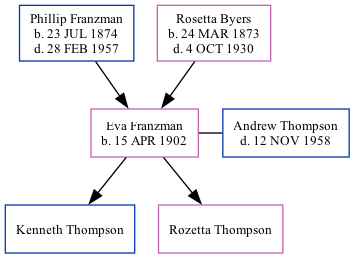 Phillip Franzman
b. 23 JUL 1874
d. 28 FEB 1957
Rosetta Byers
b. 24 MAR 1873
d. 4 OCT 1930
Eva Franzman
b. 15 APR 1902
Andrew Thompson
d. 12 NOV 1958
Kenneth Thompson
Rozetta Thompson